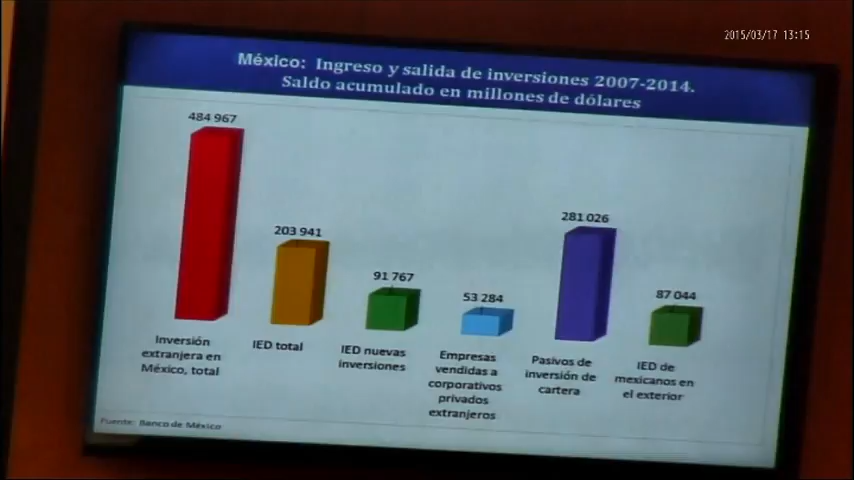 2015/03/17 13:15
México: Ingreso y salida de inversiones 2007-2014.
Saldo acumulado en millones de dólares
484 967
203 941
91 767
53 284
281 026
87 044
Inversión
extranjera en
México, total
IED total
IED nuevas
inversiones
Empresas
vendidas a
corporativos
privados
extranjeros
Pasivos de
inversión de
cartera
IED de
mexicanos en
el exterior
Fuente: Banco de México